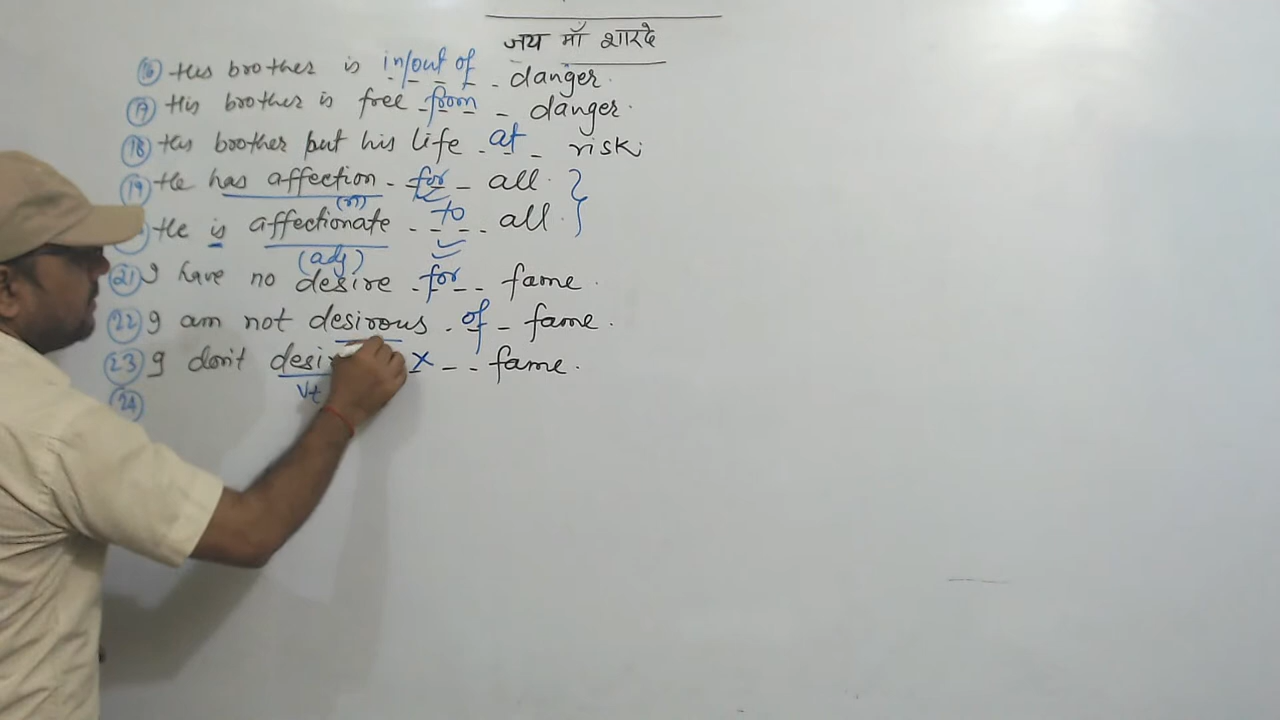 जय माँ शारदे
(16) His brother is in/out of danger.
(17) His brother is free from danger.
(18) His brother put his life at risk.
(19) He has affection for all.
(n)
He is affectionate to all.
(adj)
(21) I have no desire for fame.
(22) I am not desirous of fame.
(23) I don't desi x fame.
Vt
(24)